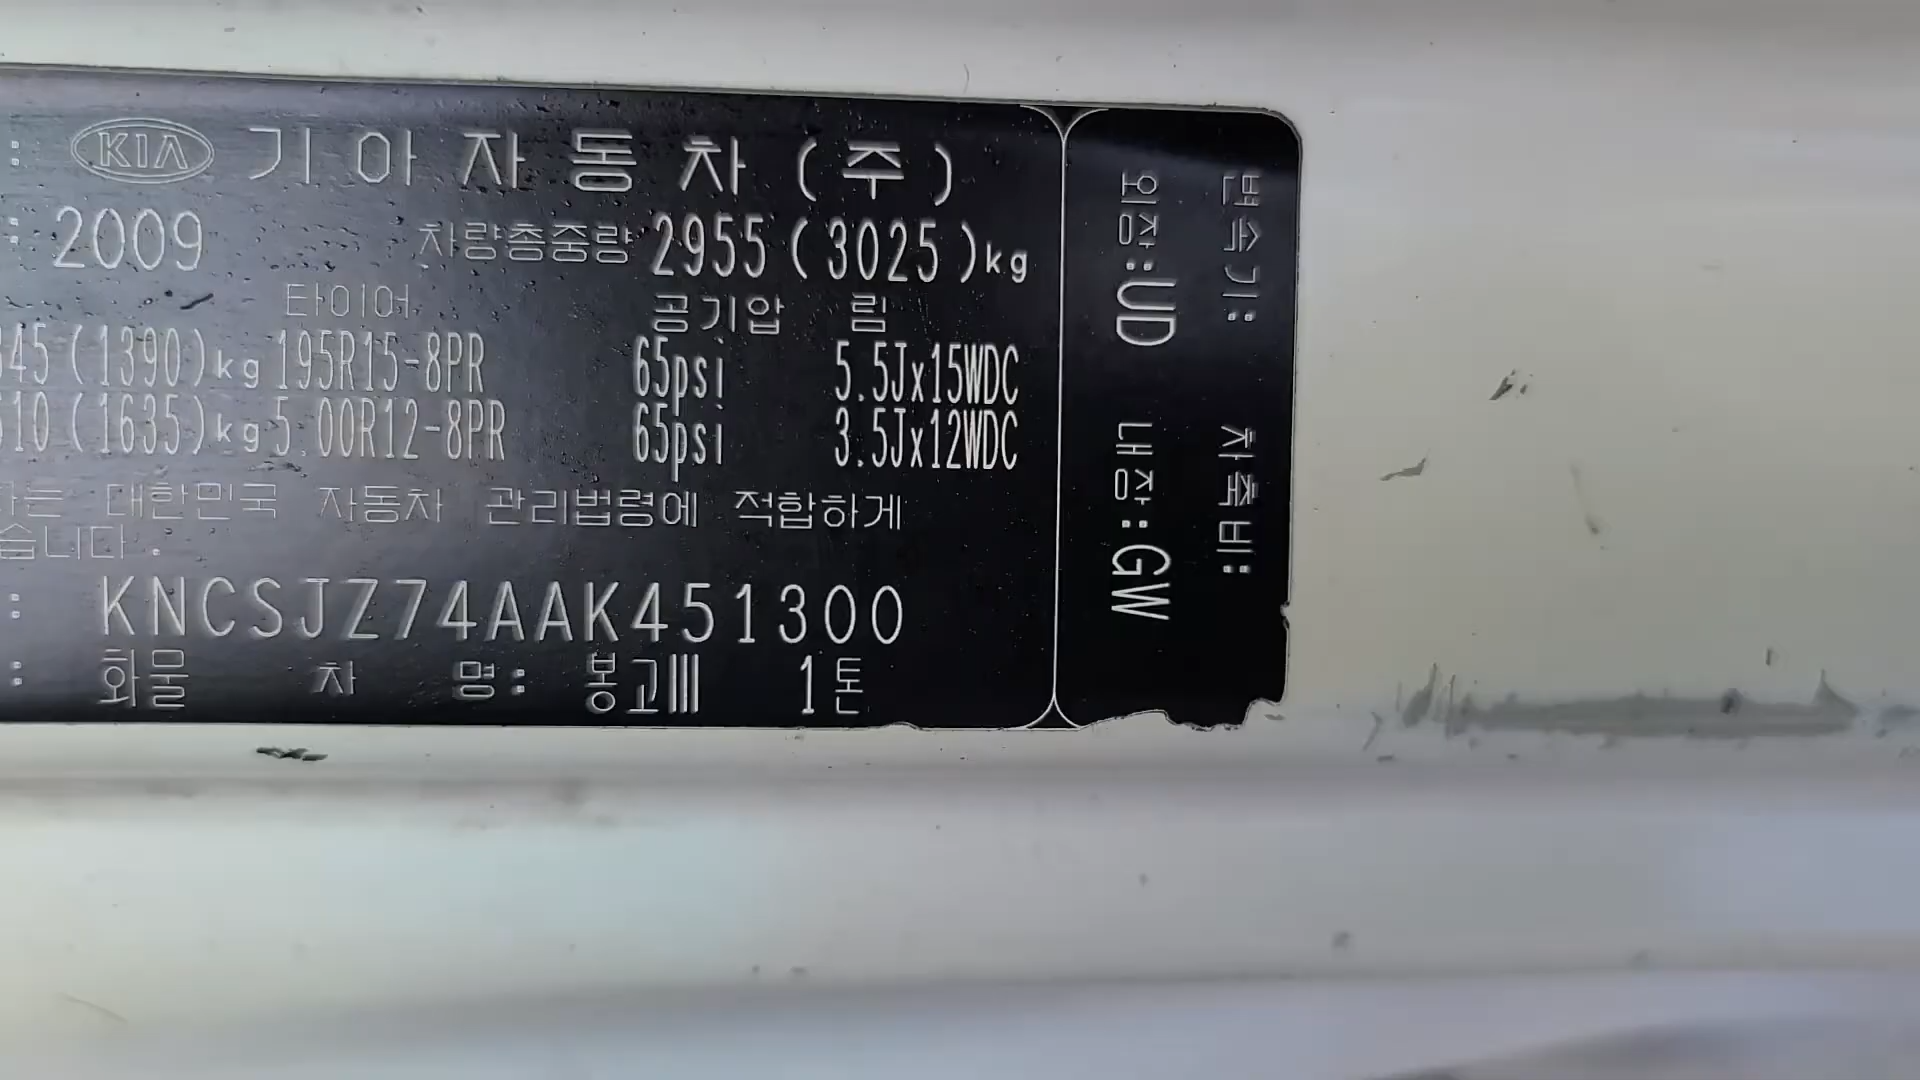 : KIA 기아자동차(주)
: 2009 차량총중량 2955(3025)kg
타이어 공기압 림
345(1390)kg 195R15-8PR 65psi 5.5Jx15WDC
610(1635)kg 5.00R12-8PR 65psi 3.5Jx12WDC
하는 대한민국 자동차 관리법령에 적합하게
습니다.
: KNCSJZ74AAK451300
: 화물 차 명: 봉고III 1톤
변속기: 차축비:
외장:UD 내장:GW